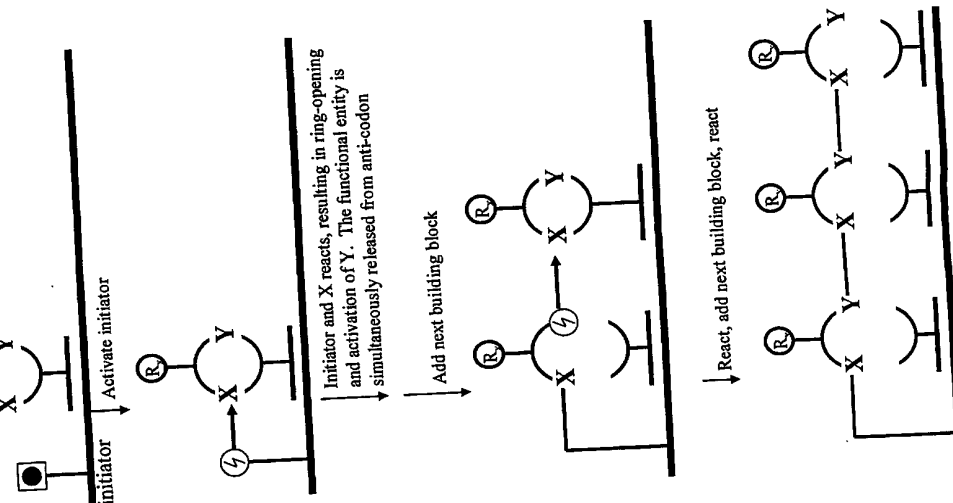 X Y
initiator
Activate initiator
R
X Y
Initiator and X reacts, resulting in ring-opening
and activation of Y. The functional entity is
simultaneously released from anti-codon
Add next building block
R R
X X Y
React, add next building block, react
R R R
X Y X Y X Y